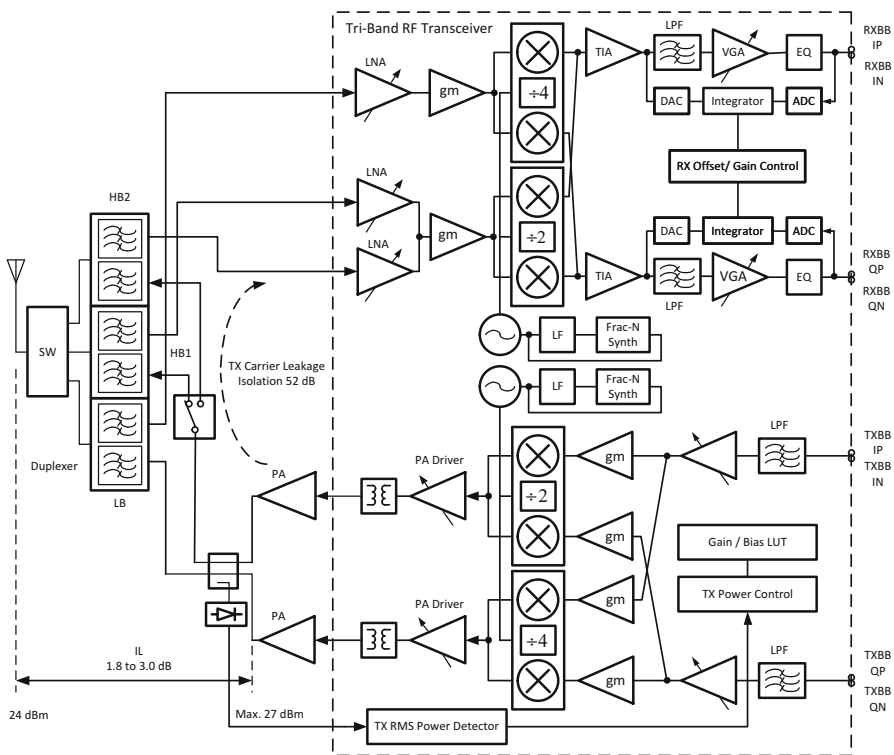 Tri-Band RF Transceiver
LNA
gm
÷4
TIA
LPF
VGA
EQ
RXBB
IP
RXBB
IN
DAC
Integrator
ADC
RX Offset/ Gain Control
HB2
LNA
LNA
gm
÷2
TIA
DAC
Integrator
ADC
LPF
VGA
EQ
RXBB
QP
RXBB
QN
SW
HB1
Duplexer
LB
TX Carrier Leakage
Isolation 52 dB
LF
Frac-N
Synth
LF
Frac-N
Synth
PA
PA Driver
÷2
gm
gm
LPF
TXBB
IP
TXBB
IN
Gain / Bias LUT
TX Power Control
PA
PA Driver
÷4
gm
gm
LPF
TXBB
QP
TXBB
QN
IL
1.8 to 3.0 dB
24 dBm
Max. 27 dBm
TX RMS Power Detector